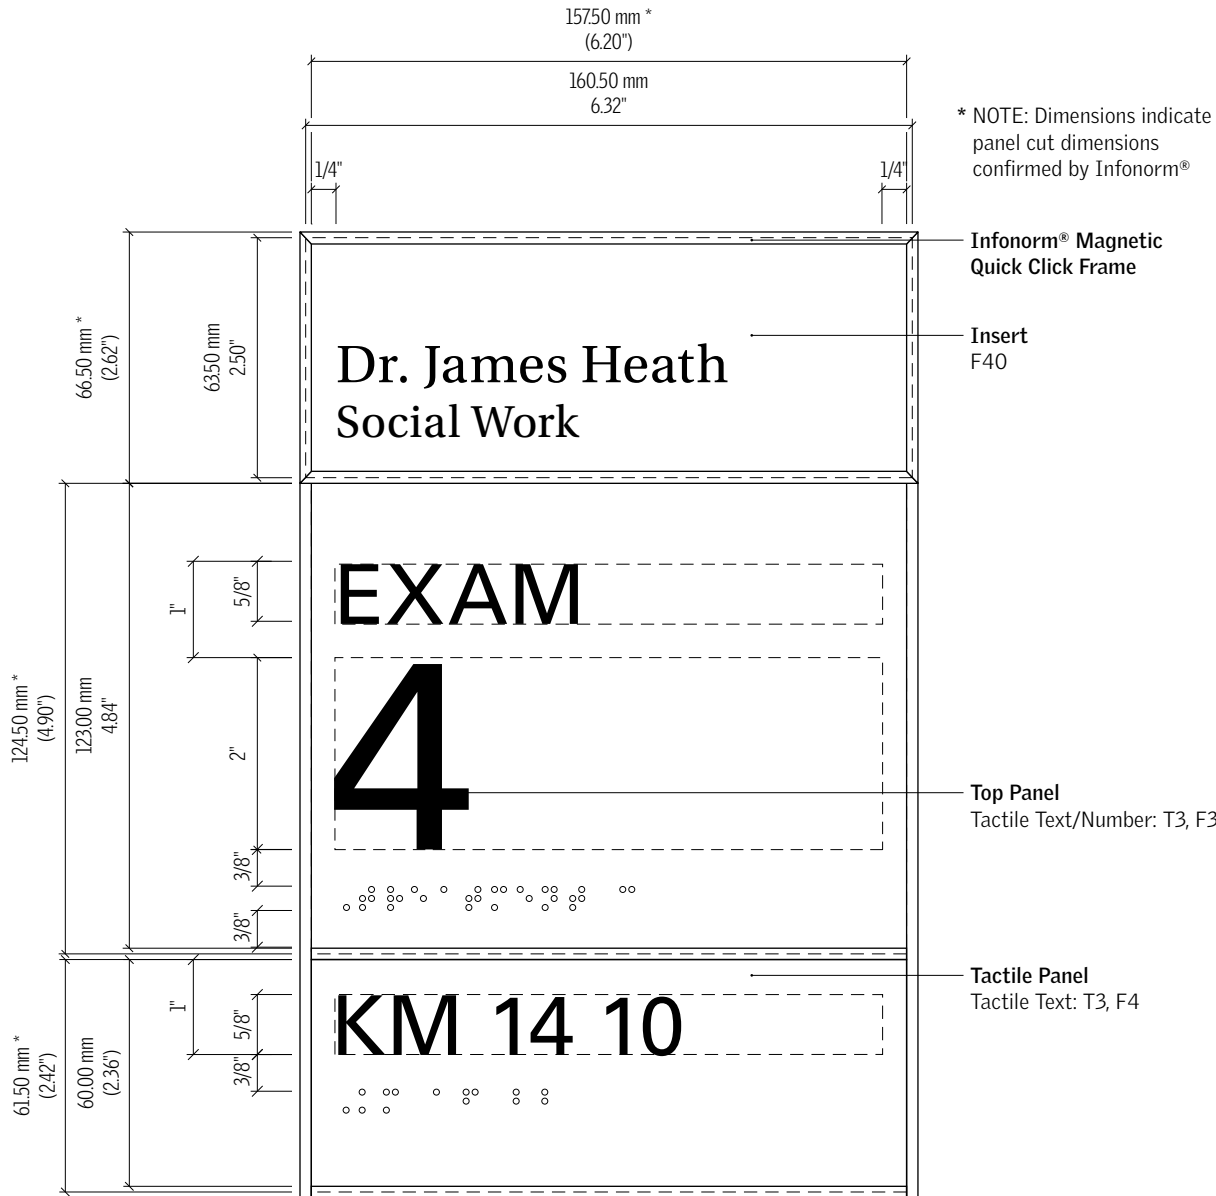 157.50 mm *
(6.20")
160.50 mm
6.32"
* NOTE: Dimensions indicate
panel cut dimensions
confirmed by Infonorm®
1/4"
1/4"
Infonorm® Magnetic
Quick Click Frame
66.50 mm *
(2.62")
63.50 mm
2.50"
Insert
F40
Dr. James Heath
Social Work
EXAM
5/8"
1"
4
124.50 mm *
(4.90")
123.00 mm
4.84"
2"
Top Panel
Tactile Text/Number: T3, F3
3/8"
3/8"
Tactile Panel
Tactile Text: T3, F4
KM 14 10
1"
5/8"
3/8"
61.50 mm *
(2.42")
60.00 mm
(2.36")